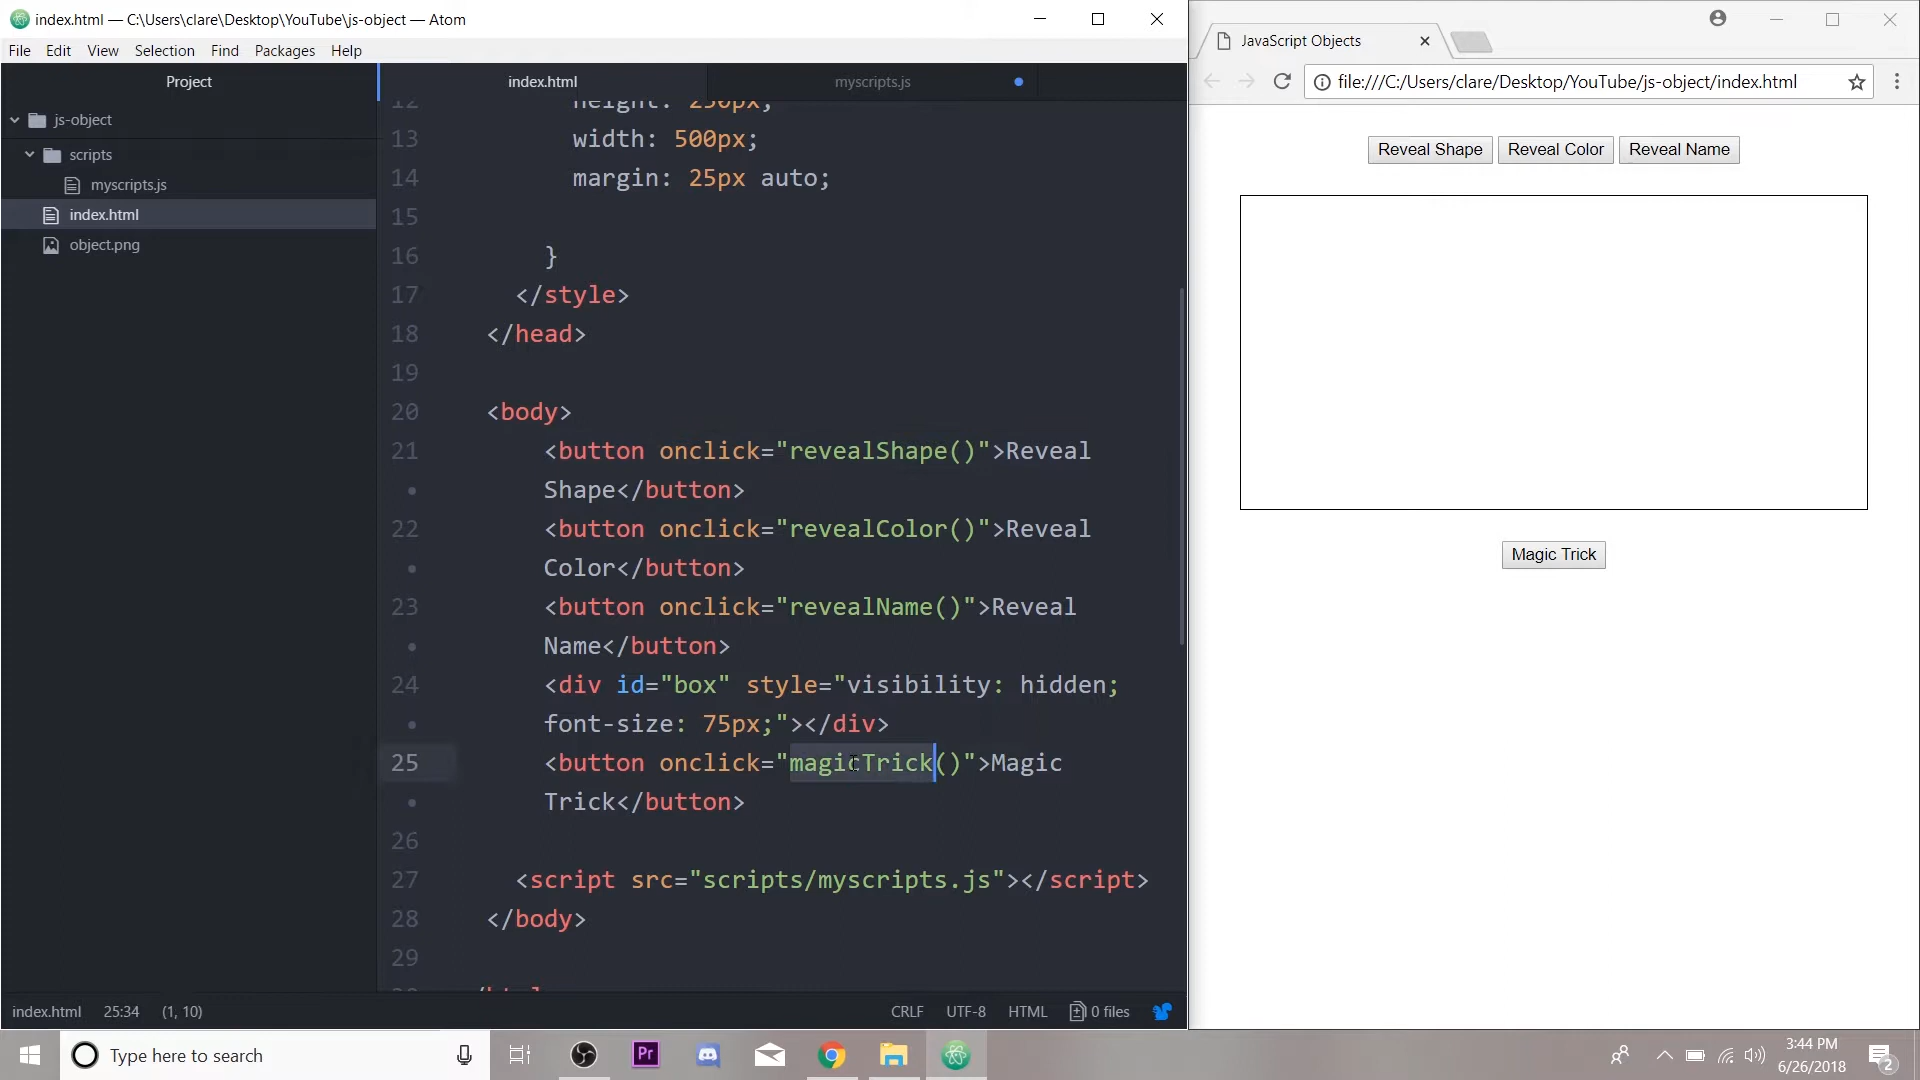 index.html — C:\Users\clare\Desktop\YouTube\js-object — Atom
File Edit View Selection Find Packages Help
Project
js-object
scripts
myscripts.js
index.html
object.png
index.html
myscripts.js
12 height: 250px;
13 width: 500px;
14 margin: 25px auto;
15
16 }
17 </style>
18 </head>
19
20 <body>
21 <button onclick="revealShape()">Reveal
• Shape</button>
22 <button onclick="revealColor()">Reveal
• Color</button>
23 <button onclick="revealName()">Reveal
• Name</button>
24 <div id="box" style="visibility: hidden;
• font-size: 75px;"></div>
25 <button onclick="magicTrick()">Magic
• Trick</button>
26
27 <script src="scripts/myscripts.js"></script>
28 </body>
29
index.html 25:34 (1, 10) CRLF UTF-8 HTML 0 files
JavaScript Objects
file:///C:/Users/clare/Desktop/YouTube/js-object/index.html
Reveal Shape Reveal Color Reveal Name
Magic Trick
Type here to search
Pr
3:44 PM
6/26/2018
2